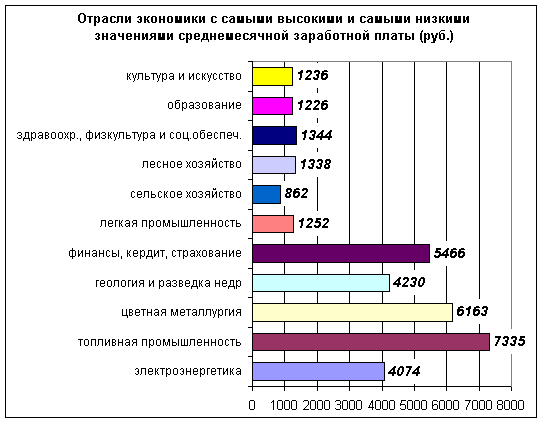 Отрасли экономики с самыми высокими и самыми низкими
значениями среднемесячной заработной платы (руб.)
культура и искусство 1236
образование 1226
здравоохр., физкультура и соц.обеспеч. 1344
лесное хозяйство 1338
сельское хозяйство 862
легкая промышленность 1252
финансы, кердит, страхование 5466
геология и разведка недр 4230
цветная металлургия 6163
топливная промышленность 7335
электроэнергетика 4074
0 1000 2000 3000 4000 5000 6000 7000 8000